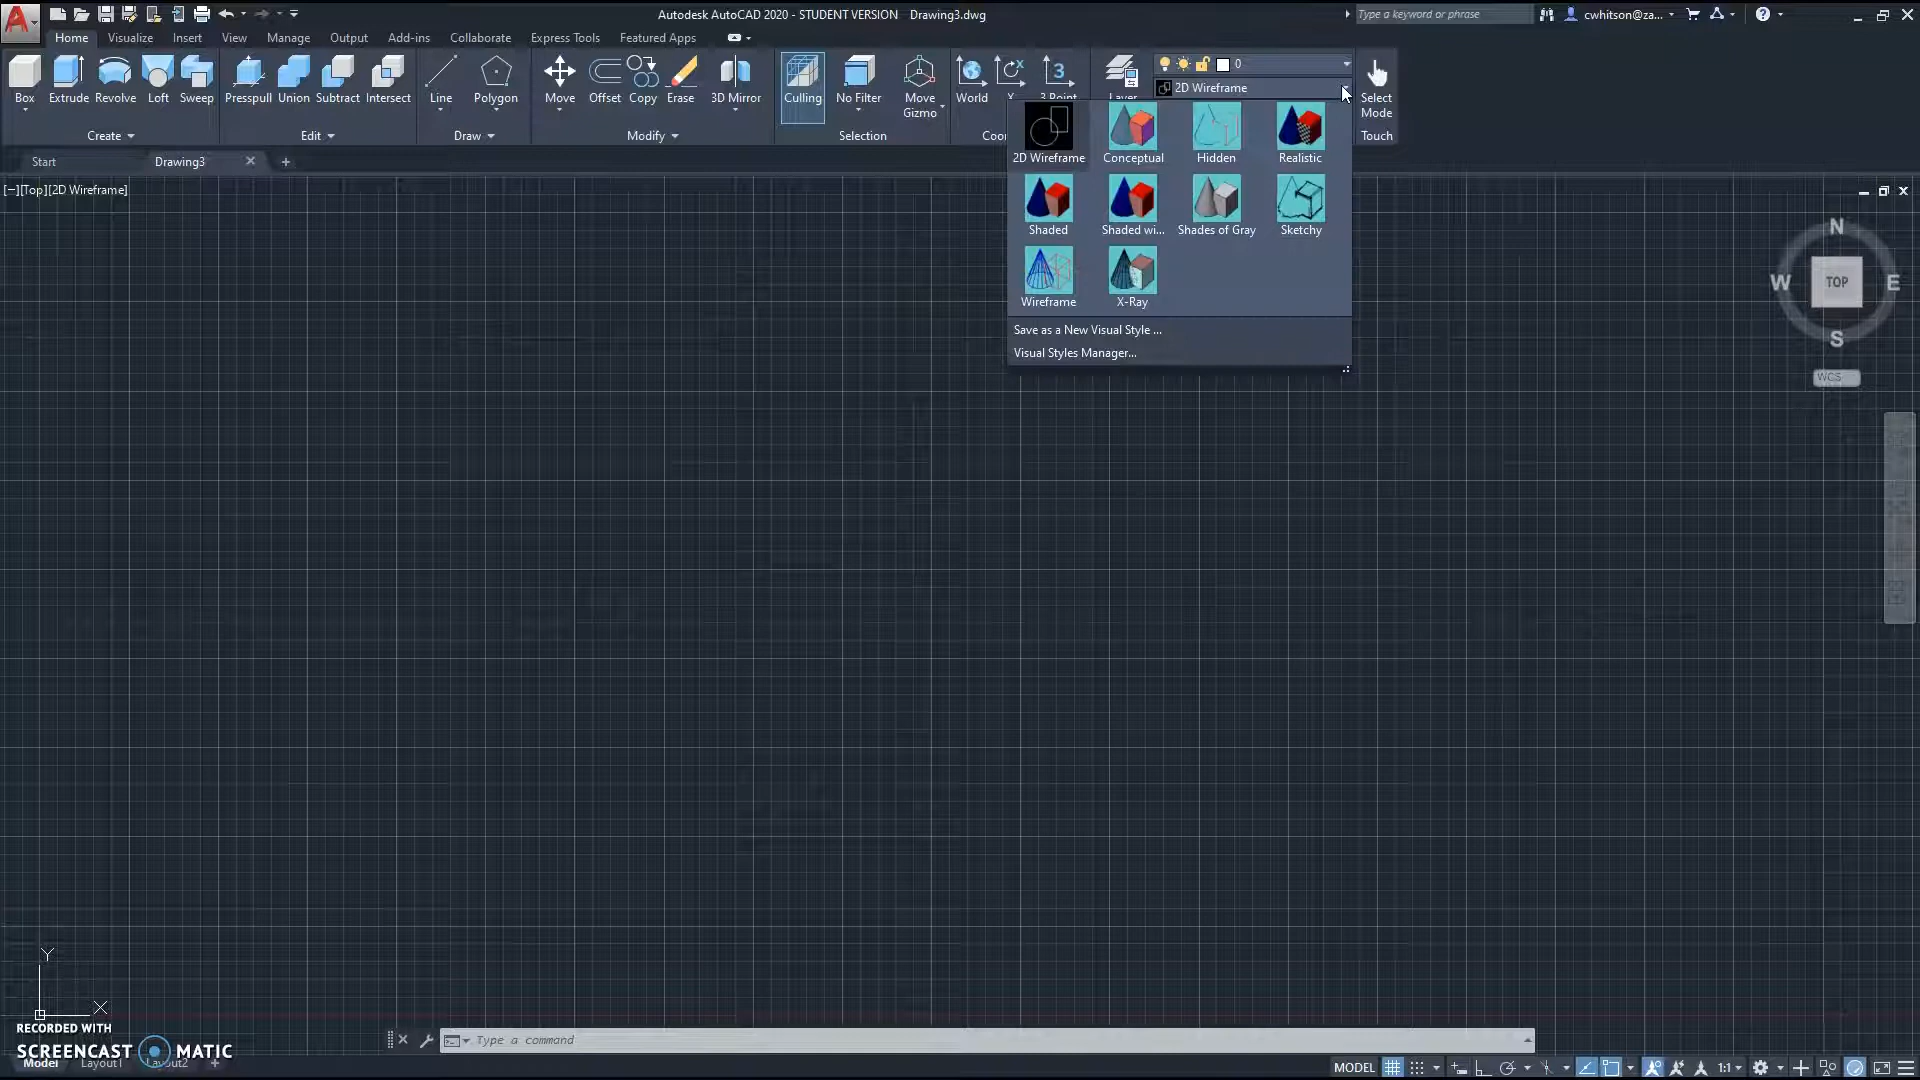 Autodesk AutoCAD 2020 - STUDENT VERSION Drawing3.dwg
Type a keyword or phrase
cwhitson@za...
Home Visualize Insert View Manage Output Add-ins Collaborate Express Tools Featured Apps
0
2D Wireframe
Box Extrude Revolve Loft Sweep Presspull Union Subtract Intersect Line Polygon Move Offset Copy Erase 3D Mirror Culling No Filter Move Gizmo World X 3 Point Layer Select Mode
Create Edit Draw Modify Selection Coor Touch
Start Drawing3
2D Wireframe Conceptual Hidden Realistic
Shaded Shaded wi... Shades of Gray Sketchy
Wireframe X-Ray
Save as a New Visual Style ...
Visual Styles Manager...
[−][Top][2D Wireframe]
N
W TOP E
S
WCS
Y
X
RECORDED WITH
SCREENCAST MATIC
Type a command
Model Layout1 Layout2
MODEL 1:1